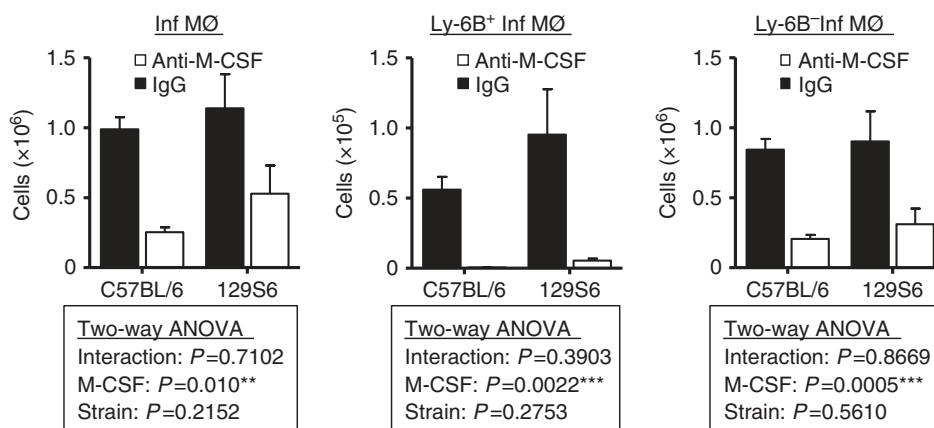 Inf MØ
Anti-M-CSF
IgG
Cells (×10⁶)
1.5
1.0
0.5
0
C57BL/6 129S6
Two-way ANOVA
Interaction: P=0.7102
M-CSF: P=0.010**
Strain: P=0.2152
Ly-6B⁺ Inf MØ
Anti-M-CSF
IgG
Cells (×10⁵)
1.5
1.0
0.5
0
C57BL/6 129S6
Two-way ANOVA
Interaction: P=0.3903
M-CSF: P=0.0022***
Strain: P=0.2753
Ly-6B⁻Inf MØ
Anti-M-CSF
IgG
Cells (×10⁶)
1.5
1.0
0.5
0
C57BL/6 129S6
Two-way ANOVA
Interaction: P=0.8669
M-CSF: P=0.0005***
Strain: P=0.5610